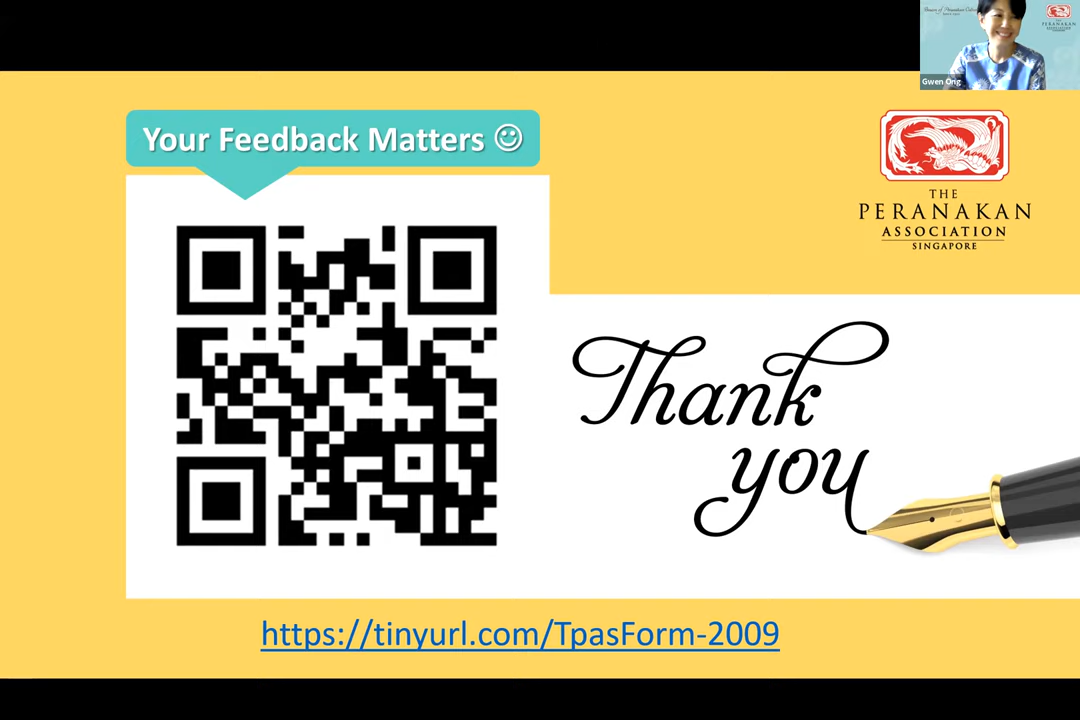 Gwen Ong
Your Feedback Matters ☺
THE
PERANAKAN
ASSOCIATION
SINGAPORE
Thank
you
https://tinyurl.com/TpasForm-2009